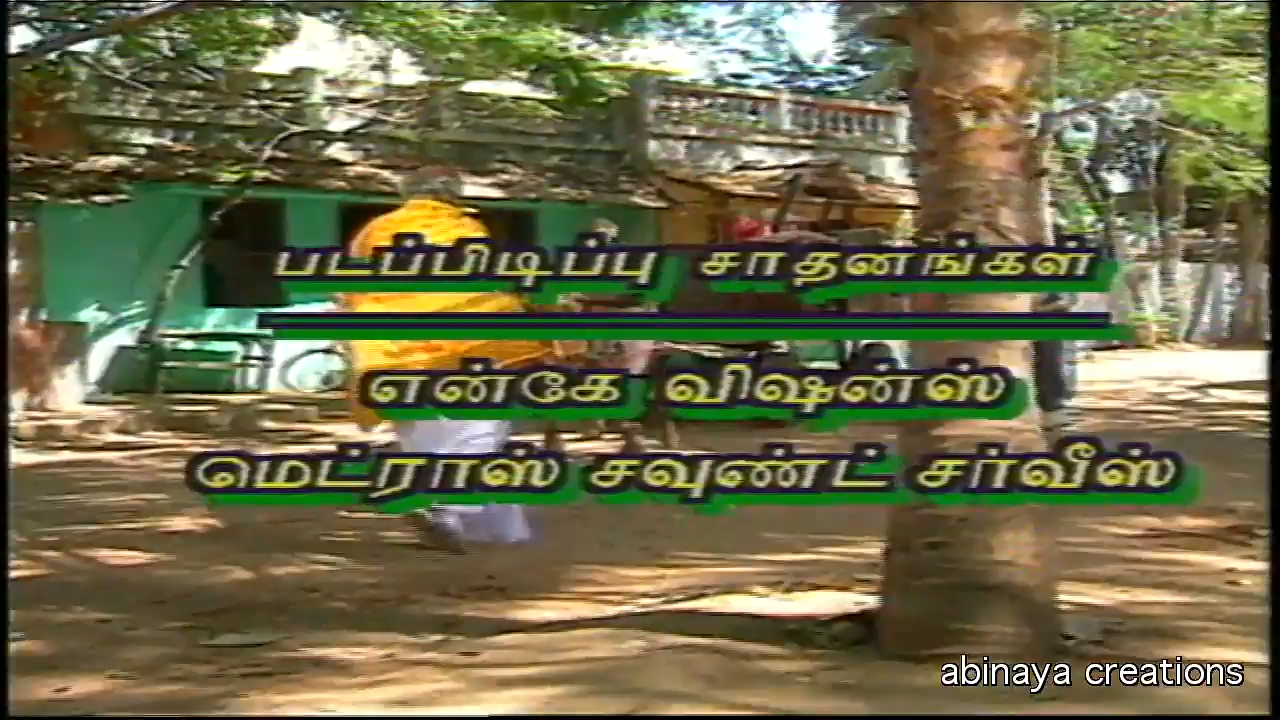 படப்பிடிப்பு சாதனங்கள்
என்கே விஷன்ஸ்
மெட்ராஸ் சவுண்ட் சர்வீஸ்
abinaya creations